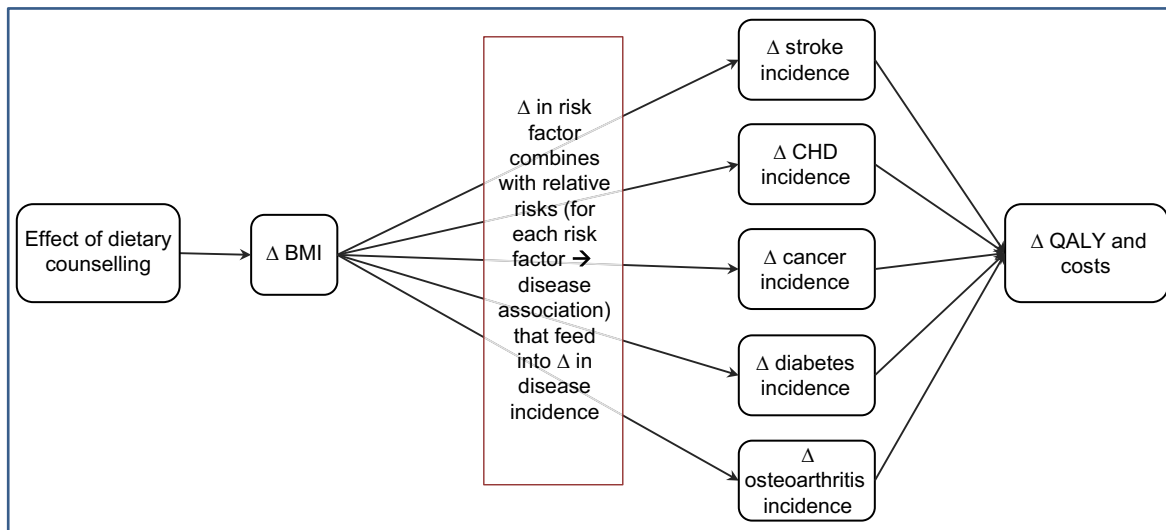 Effect of dietary
counselling
Δ BMI
Δ in risk
factor
combines
with relative
risks (for
each risk
factor →
disease
association)
that feed
into Δ in
disease
incidence
Δ stroke
incidence
Δ CHD
incidence
Δ cancer
incidence
Δ diabetes
incidence
Δ
osteoarthritis
incidence
Δ QALY and
costs